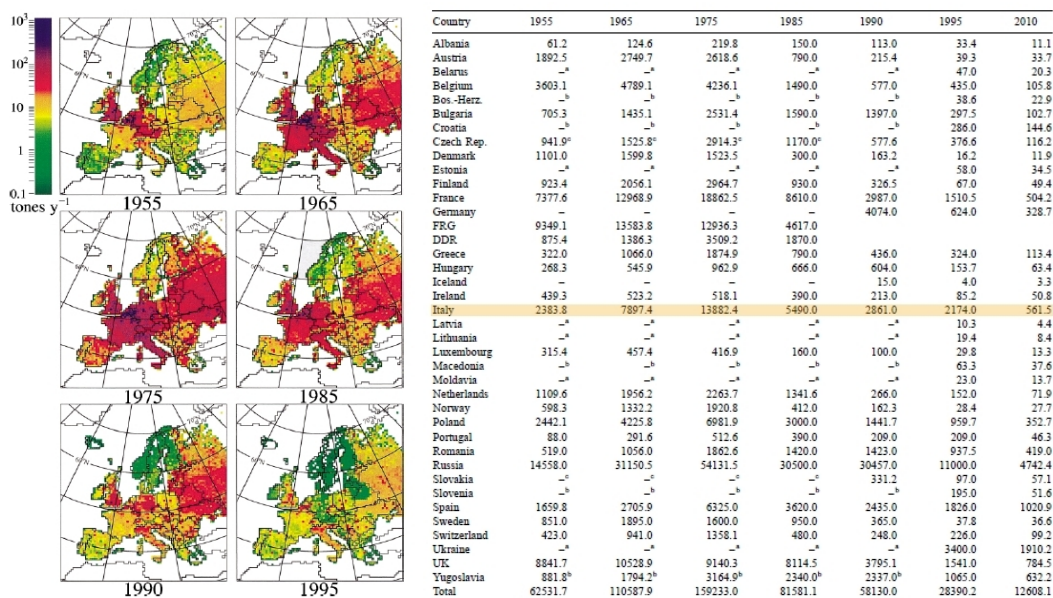 10³
10²
10
1
0.1
tones y⁻¹
1955
1965
1975
1985
1990
1995
Country 1955 1965 1975 1985 1990 1995 2010
Albania 61.2 124.6 219.8 150.0 113.0 33.4 11.1
Austria 1892.5 2749.7 2618.6 790.0 215.4 39.3 33.7
Belarus –ᵃ –ᵃ –ᵃ –ᵃ –ᵃ 47.0 20.3
Belgium 3603.1 4789.1 4236.1 1490.0 577.0 435.0 105.8
Bos.-Herz. –ᵇ –ᵇ –ᵇ –ᵇ –ᵇ 38.6 22.9
Bulgaria 705.3 1435.1 2531.4 1590.0 1397.0 297.5 102.7
Croatia –ᵇ –ᵇ –ᵇ –ᵇ –ᵇ 286.0 144.6
Czech Rep. 941.9ᶜ 1525.8ᶜ 2914.3ᶜ 1170.0ᶜ 577.6 376.6 116.2
Denmark 1101.0 1599.8 1523.5 300.0 163.2 16.2 11.9
Estonia –ᵃ –ᵃ –ᵃ –ᵃ –ᵃ 58.0 34.5
Finland 923.4 2056.1 2964.7 930.0 326.5 67.0 49.4
France 7377.6 12968.9 18862.5 8610.0 2987.0 1510.5 504.2
Germany – – – – 4074.0 624.0 328.7
FRG 9349.1 13583.8 12936.3 4617.0
DDR 875.4 1386.3 3509.2 1870.0
Greece 322.0 1066.0 1874.9 790.0 436.0 324.0 113.4
Hungary 268.3 545.9 962.9 666.0 604.0 153.7 63.4
Iceland – – – – 15.0 4.0 3.3
Ireland 439.3 523.2 518.1 390.0 213.0 85.2 50.8
Italy 2383.8 7897.4 13882.4 5490.0 2861.0 2174.0 561.5
Latvia –ᵃ –ᵃ –ᵃ –ᵃ –ᵃ 10.3 4.4
Lithuania –ᵃ –ᵃ –ᵃ –ᵃ –ᵃ 19.4 8.4
Luxembourg 315.4 457.4 416.9 160.0 100.0 29.8 13.3
Macedonia –ᵇ –ᵇ –ᵇ –ᵇ –ᵇ 63.3 37.6
Moldavia –ᵃ –ᵃ –ᵃ –ᵃ –ᵃ 23.0 13.7
Netherlands 1109.6 1956.2 2263.7 1341.6 266.0 152.0 71.9
Norway 598.3 1332.2 1920.8 412.0 162.3 28.4 27.7
Poland 2442.1 4225.8 6981.9 3000.0 1441.7 959.7 352.7
Portugal 88.0 291.6 512.6 390.0 209.0 209.0 46.3
Romania 519.0 1056.0 1862.6 1420.0 1423.0 937.5 419.0
Russia 14558.0 31150.5 54131.5 30500.0 30457.0 11000.0 4742.4
Slovakia –ᶜ –ᶜ –ᶜ –ᶜ 331.2 97.0 57.1
Slovenia –ᵇ –ᵇ –ᵇ –ᵇ –ᵇ 195.0 51.6
Spain 1659.8 2705.9 6325.0 3620.0 2435.0 1826.0 1020.9
Sweden 851.0 1895.0 1600.0 950.0 365.0 37.8 36.6
Switzerland 423.0 941.0 1358.1 480.0 248.0 226.0 99.2
Ukraine –ᵃ –ᵃ –ᵃ –ᵃ –ᵃ 3400.0 1910.2
UK 8841.7 10528.9 9140.3 8114.5 3795.1 1541.0 784.5
Yugoslavia 881.8ᵇ 1794.2ᵇ 3164.9ᵇ 2340.0ᵇ 2337.0ᵇ 1065.0 632.2
Total 62531.7 110587.9 159233.0 81581.1 58130.0 28390.2 12608.1